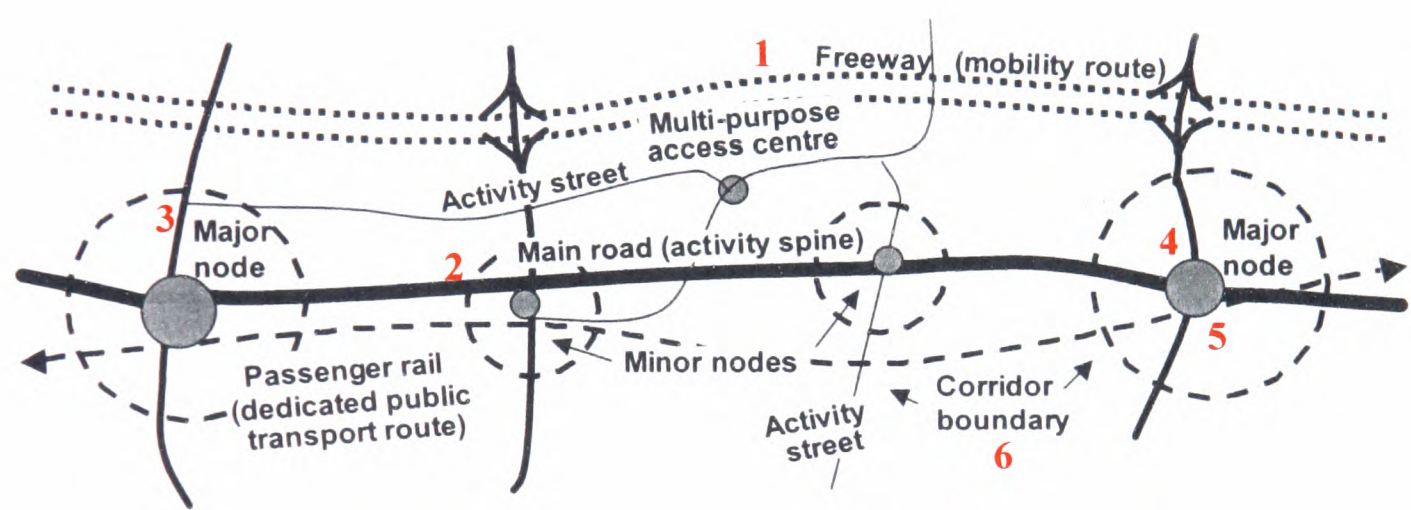 1
Freeway (mobility route)
Multi-purpose
access centre
Activity street
3
Major
node
2
Main road (activity spine)
4
Major
node
5
Minor nodes
Passenger rail
(dedicated public
transport route)
Activity
street
Corridor
boundary
6